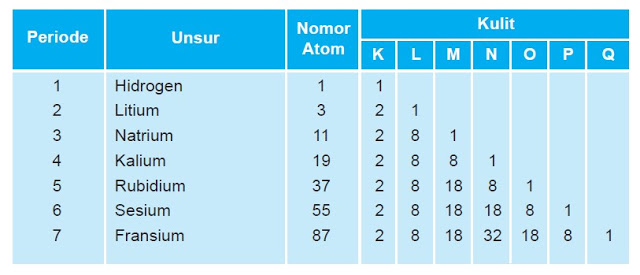 Periode Unsur Nomor Atom Kulit
K L M N O P Q
1 Hidrogen 1 1
2 Litium 3 2 1
3 Natrium 11 2 8 1
4 Kalium 19 2 8 8 1
5 Rubidium 37 2 8 18 8 1
6 Sesium 55 2 8 18 18 8 1
7 Fransium 87 2 8 18 32 18 8 1